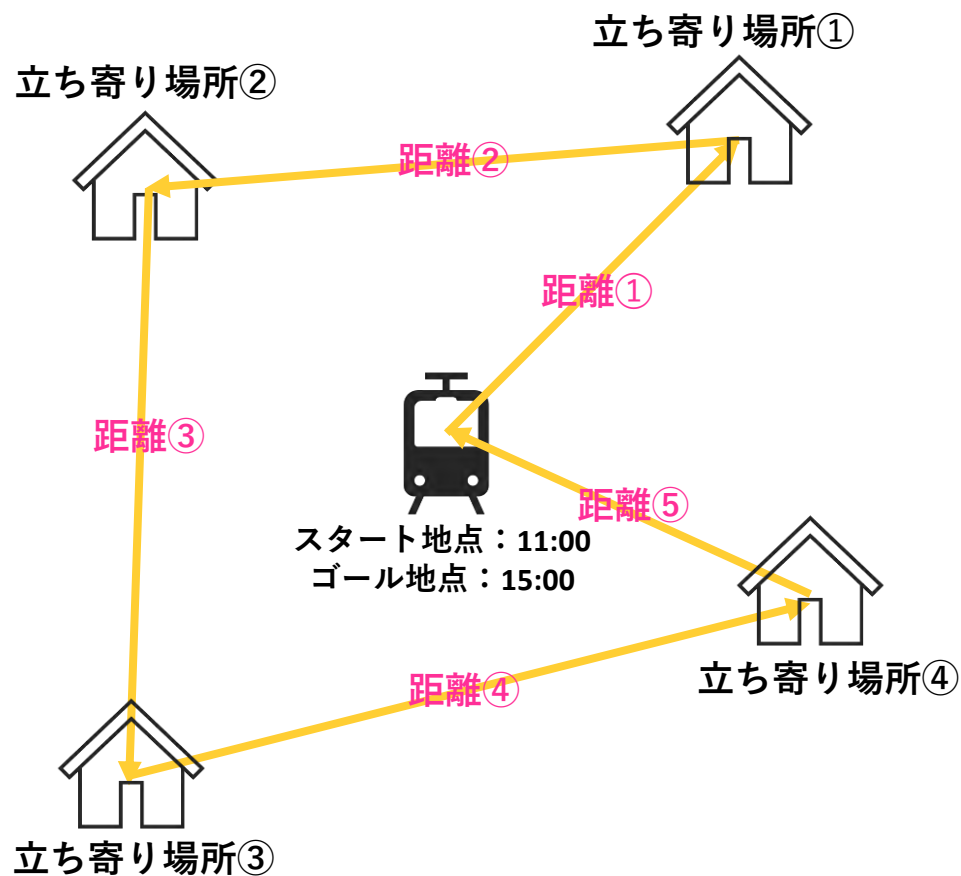 立ち寄り場所①
立ち寄り場所②
距離②
距離①
距離③
距離⑤
スタート地点：11:00
ゴール地点：15:00
距離④
立ち寄り場所④
立ち寄り場所③